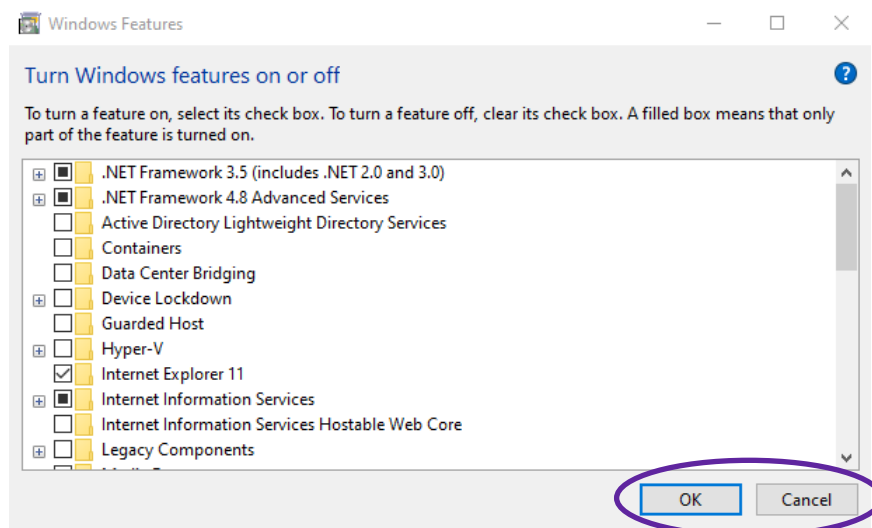 Windows Features
Turn Windows features on or off
To turn a feature on, select its check box. To turn a feature off, clear its check box. A filled box means that only
part of the feature is turned on.
.NET Framework 3.5 (includes .NET 2.0 and 3.0)
.NET Framework 4.8 Advanced Services
Active Directory Lightweight Directory Services
Containers
Data Center Bridging
Device Lockdown
Guarded Host
Hyper-V
Internet Explorer 11
Internet Information Services
Internet Information Services Hostable Web Core
Legacy Components
OK Cancel